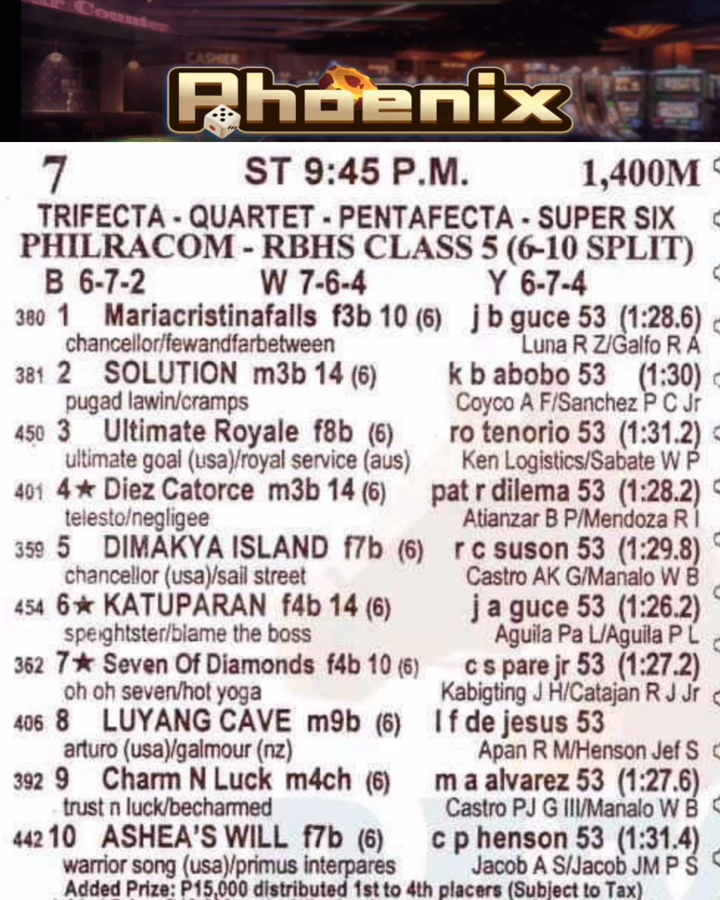 Counter
CASHIER
Phoenix
7 ST 9:45 P.M. 1,400M
TRIFECTA - QUARTET - PENTAFECTA - SUPER SIX
PHILRACOM - RBHS CLASS 5 (6-10 SPLIT)
B 6-7-2 W 7-6-4 Y 6-7-4
380 1 Mariacristinafalls f3b 10 (6) j b guce 53 (1:28.6)
chancellor/fewandfarbetween Luna R Z/Galfo R A
381 2 SOLUTION m3b 14 (6) k b abobo 53 (1:30)
pugad lawin/cramps Coyco A F/Sanchez P C Jr
450 3 Ultimate Royale f8b (6) ro tenorio 53 (1:31.2)
ultimate goal (usa)/royal service (aus) Ken Logistics/Sabate W P
401 4★ Diez Catorce m3b 14 (6) pat r dilema 53 (1:28.2)
telesto/negligee Atianzar B P/Mendoza R I
359 5 DIMAKYA ISLAND f7b (6) r c suson 53 (1:29.8)
chancellor (usa)/sail street Castro AK G/Manalo W B
454 6★ KATUPARAN f4b 14 (6) j a guce 53 (1:26.2)
speightster/blame the boss Aguila Pa L/Aguila P L
362 7★ Seven Of Diamonds f4b 10 (6) c s pare jr 53 (1:27.2)
oh oh seven/hot yoga Kabigting J H/Catajan R J Jr
406 8 LUYANG CAVE m9b (6) l f de jesus 53
arturo (usa)/galmour (nz) Apan R M/Henson Jef S
392 9 Charm N Luck m4ch (6) m a alvarez 53 (1:27.6)
trust n luck/becharmed Castro PJ G III/Manalo W B
442 10 ASHEA'S WILL f7b (6) c p henson 53 (1:31.4)
warrior song (usa)/primus interpares Jacob A S/Jacob JM P S
Added Prize: P15,000 distributed 1st to 4th placers (Subject to Tax)